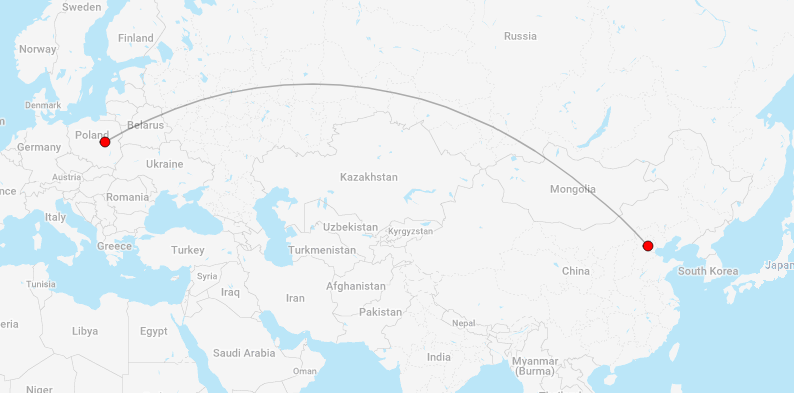 Sweden
Norway
Finland
Russia
Denmark
Belarus
Poland
Germany
Ukraine
Austria
Kazakhstan
Mongolia
nce
Romania
Italy
Uzbekistan
Kyrgyzstan
Greece
Turkey
Turkmenistan
Japan
South Korea
China
Syria
Tunisia
Iraq
Iran
Afghanistan
Pakistan
eria
Libya
Egypt
Nepal
Saudi Arabia
India
Myanmar
(Burma)
Oman
Niger